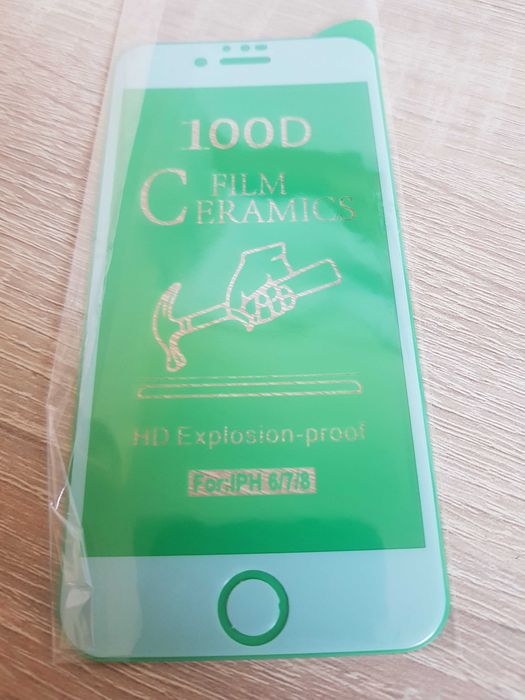 100D
FILM
CERAMICS
HD Explosion-proof
For:IPH 6/7/8